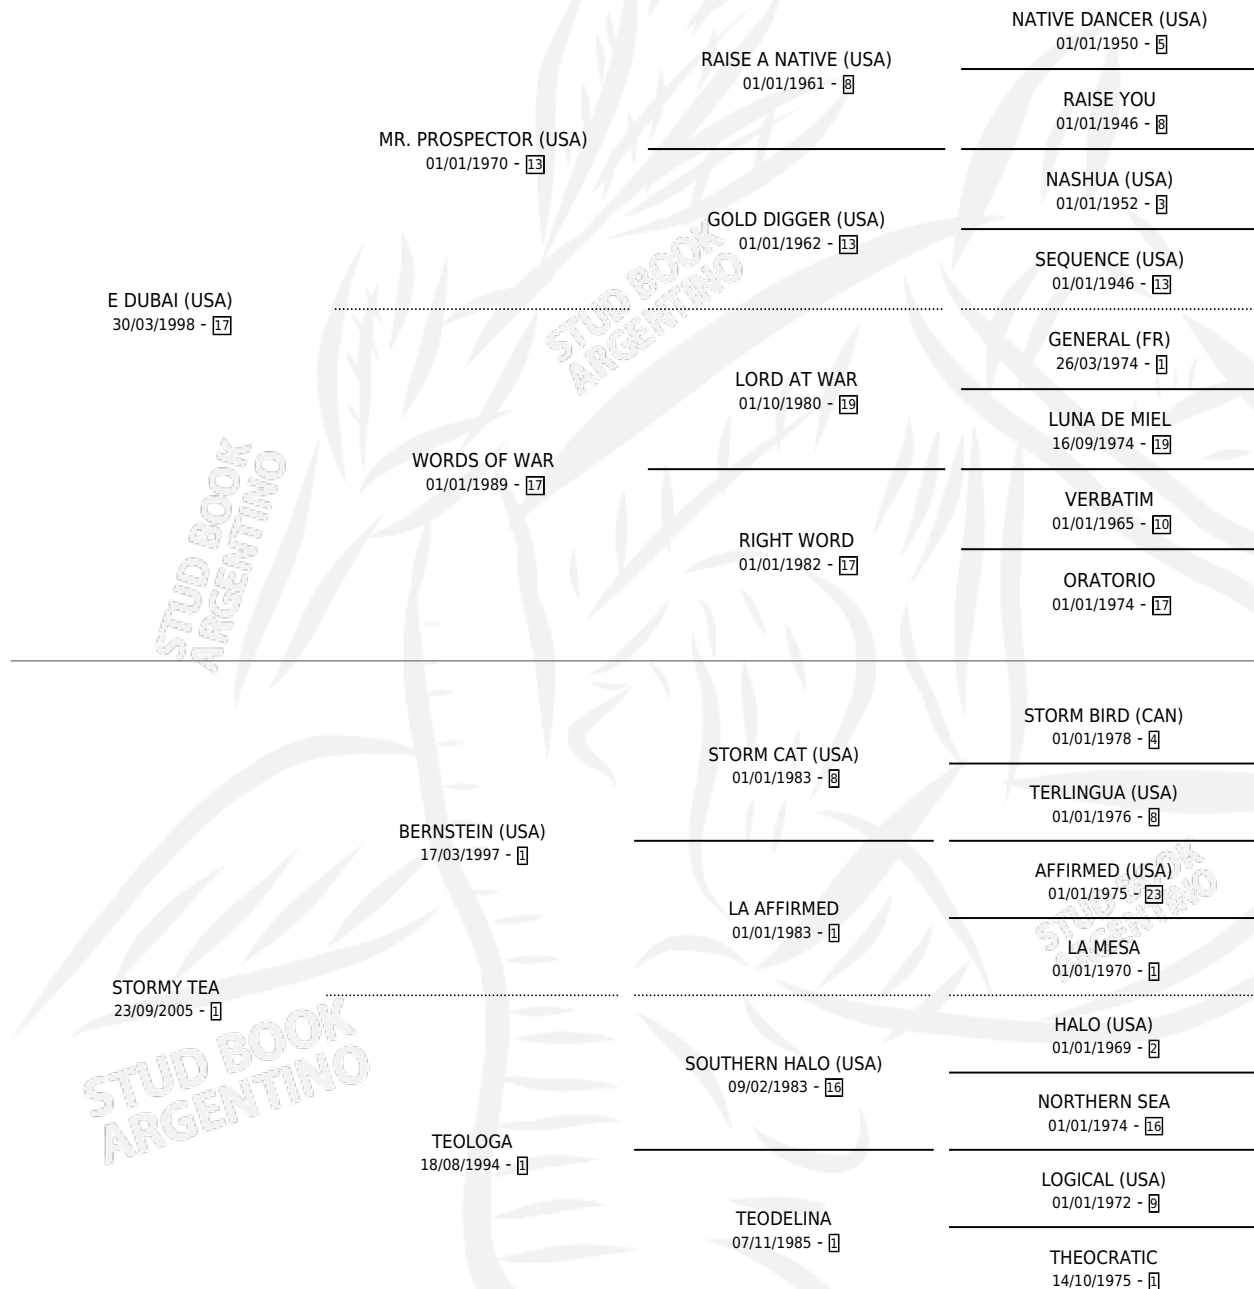 NATIVE DANCER (USA)
01/01/1950 - 5
RAISE A NATIVE (USA)
01/01/1961 - 8
RAISE YOU
01/01/1946 - 8
MR. PROSPECTOR (USA)
01/01/1970 - 13
NASHUA (USA)
01/01/1952 - 3
GOLD DIGGER (USA)
01/01/1962 - 13
SEQUENCE (USA)
01/01/1946 - 13
E DUBAI (USA)
30/03/1998 - 17
STUD BOOK
ARGENTINO
GENERAL (FR)
26/03/1974 - 1
LORD AT WAR
01/10/1980 - 19
LUNA DE MIEL
16/09/1974 - 19
WORDS OF WAR
01/01/1989 - 17
VERBATIM
01/01/1965 - 10
RIGHT WORD
01/01/1982 - 17
ORATORIO
01/01/1974 - 17
STUD BOOK
ARGENTINO
STORM BIRD (CAN)
01/01/1978 - 4
STORM CAT (USA)
01/01/1983 - 8
TERLINGUA (USA)
01/01/1976 - 8
BERNSTEIN (USA)
17/03/1997 - 1
AFFIRMED (USA)
01/01/1975 - 23
LA AFFIRMED
01/01/1983 - 1
LA MESA
01/01/1970 - 1
STUD BOOK
ARGENTINO
STORMY TEA
23/09/2005 - 1
STUD BOOK
ARGENTINO
HALO (USA)
01/01/1969 - 2
SOUTHERN HALO (USA)
09/02/1983 - 16
NORTHERN SEA
01/01/1974 - 16
TEOLOGA
18/08/1994 - 1
LOGICAL (USA)
01/01/1972 - 9
TEODELINA
07/11/1985 - 1
THEOCRATIC
14/10/1975 - 1